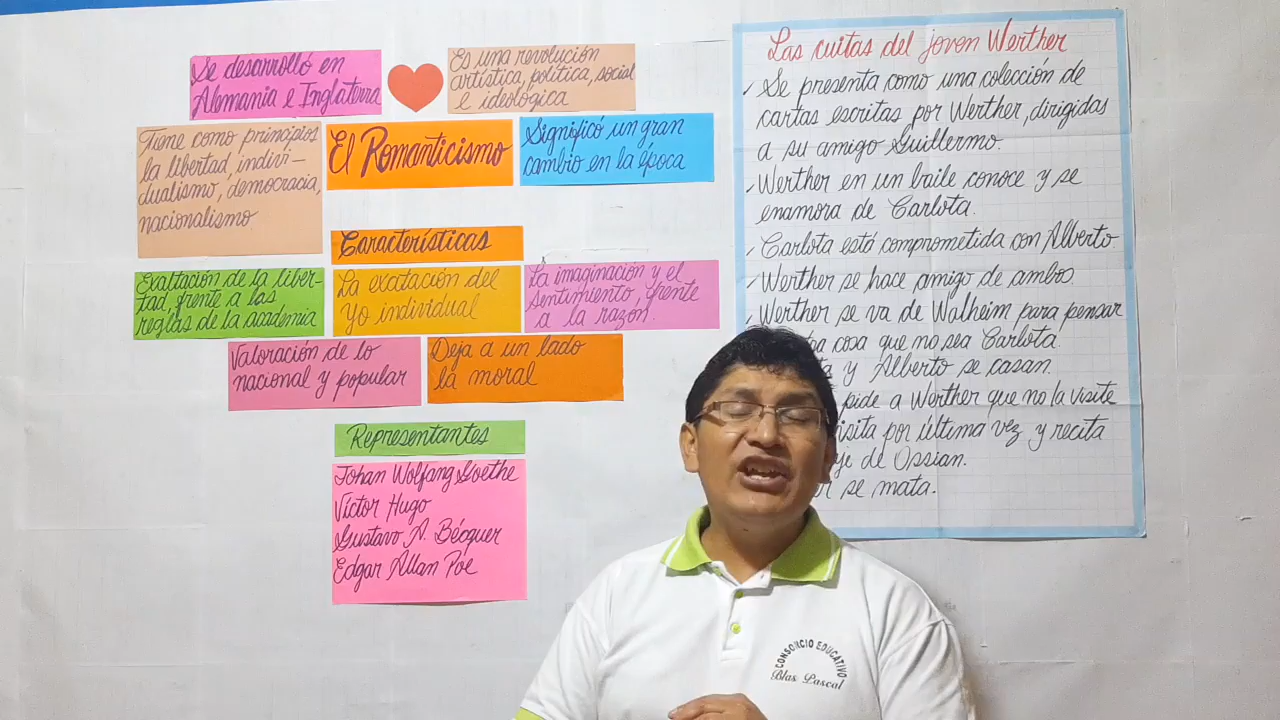 Se desarrolló en
Alemania e Inglaterra
Es una revolución
artística, política, social
e ideológica
Tiene como principios
la libertad, indivi-
dualismo, democracia,
nacionalismo.
El Romanticismo
Significó un gran
cambio en la época
Características
Exaltación de la liber-
tad, frente a las
reglas de la academia
La exatación del
yo individual
La imaginación y el
sentimiento, frente
a la razón.
Valoración de lo
nacional y popular
Deja a un lado
la moral
Representantes
Johan Wolfang Goethe
Víctor Hugo
Gustavo A. Bécquer
Edgar Allan Poe
Las cuitas del joven Werther
✓ Se presenta como una colección de
cartas escritas por Werther, dirigidas
a su amigo Guillermo.
✓ Werther en un baile conoce y se
enamora de Carlota.
✓ Carlota está comprometida con Alberto
✓ Werther se hace amigo de ambos
✓ Werther se va de Walheim para pensar
cosa que no sea Carlota
y Alberto se casan.
pide a Werther que no la visite
por última vez y recita
de Ossian.
se mata.
CONSORCIO EDUCATIVO
Blas Pascal